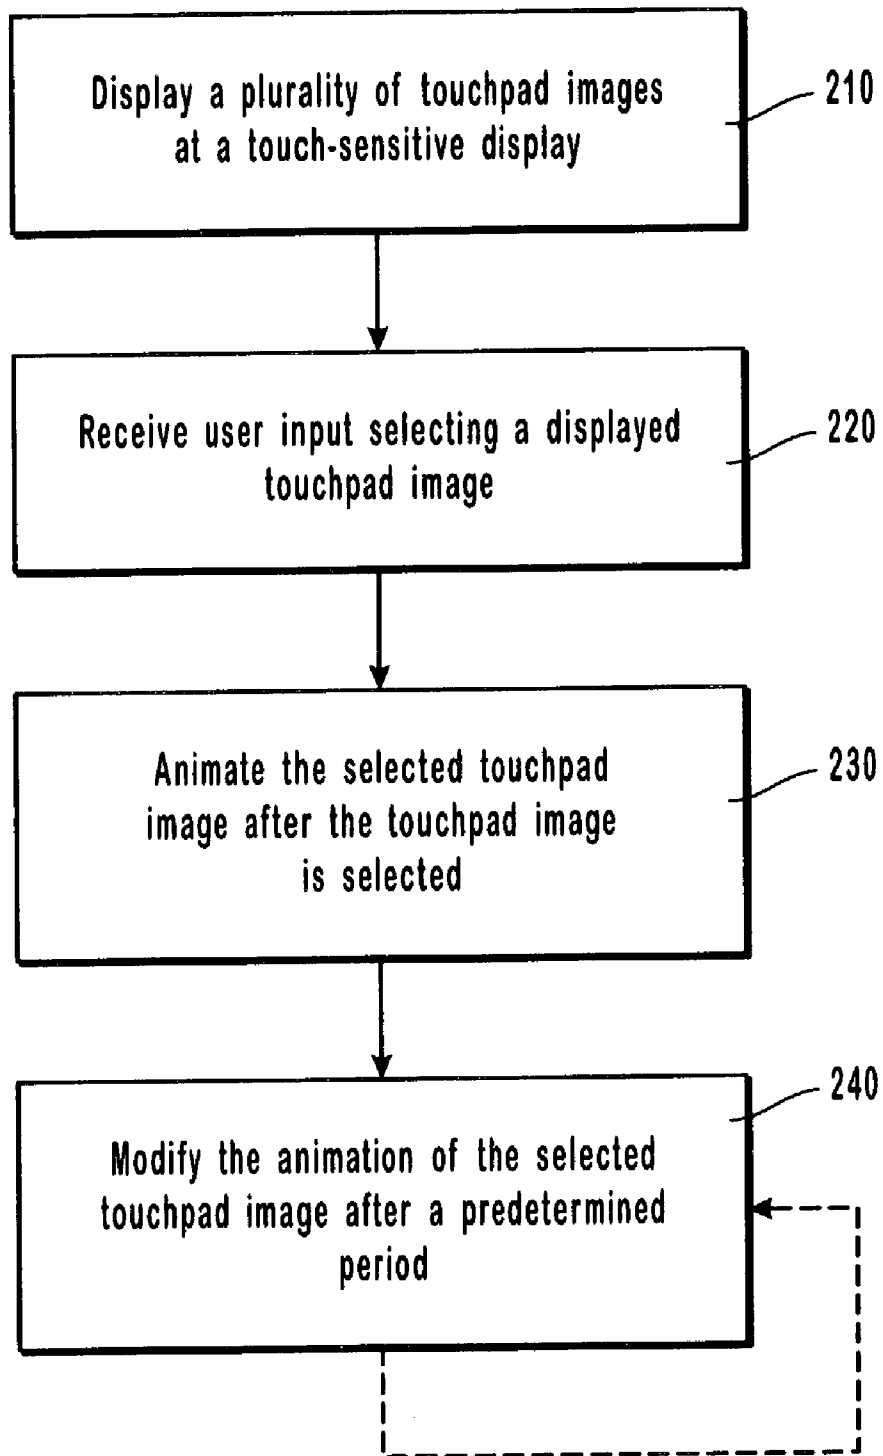 Display a plurality of touchpad images
at a touch-sensitive display
210
Receive user input selecting a displayed
touchpad image
220
Animate the selected touchpad
image after the touchpad image
is selected
230
Modify the animation of the selected
touchpad image after a predetermined
period
240